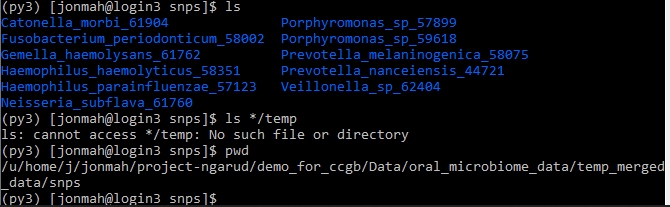 (py3) [jonmah@login3 snps]$ ls
Catonella_morbi_61904 Porphyromonas_sp_57899
Fusobacterium_periodonticum_58002 Porphyromonas_sp_59618
Gemella_haemolysans_61762 Prevotella_melaninogenica_58075
Haemophilus_haemolyticus_58351 Prevotella_nanceiensis_44721
Haemophilus_parainfluenzae_57123 Veillonella_sp_62404
Neisseria_subflava_61760
(py3) [jonmah@login3 snps]$ ls */temp
ls: cannot access */temp: No such file or directory
(py3) [jonmah@login3 snps]$ pwd
/u/home/j/jonmah/project-ngarud/demo_for_ccgb/Data/oral_microbiome_data/temp_merged
_data/snps
(py3) [jonmah@login3 snps]$